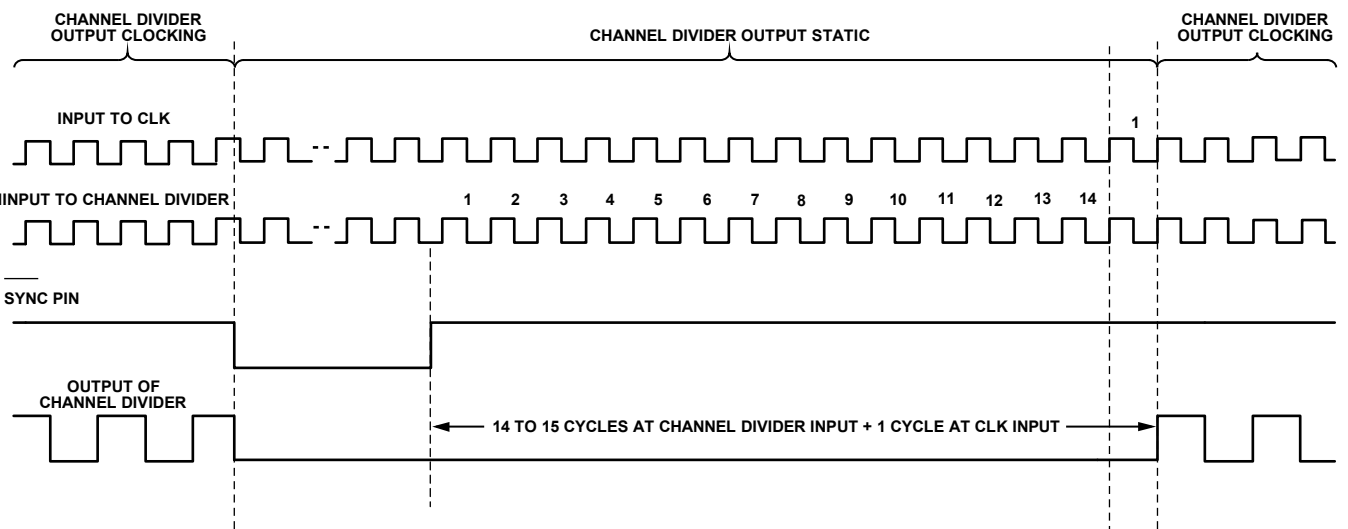 CHANNEL DIVIDER
OUTPUT CLOCKING
CHANNEL DIVIDER OUTPUT STATIC
CHANNEL DIVIDER
OUTPUT CLOCKING
INPUT TO CLK
1
INPUT TO CHANNEL DIVIDER
1 2 3 4 5 6 7 8 9 10 11 12 13 14
SYNC PIN
OUTPUT OF
CHANNEL DIVIDER
14 TO 15 CYCLES AT CHANNEL DIVIDER INPUT + 1 CYCLE AT CLK INPUT